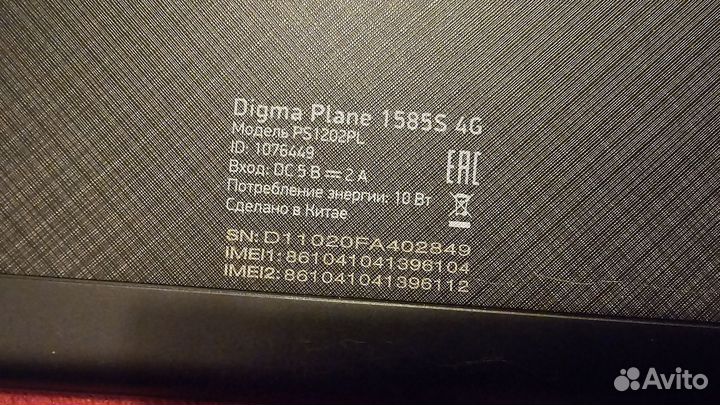 Digma Plane 1585S 4G
Модель PS1202PL
ID: 1076449
Вход: DC 5 В ⎓ 2 А
Потребление энергии: 10 Вт
Сделано в Китае
EAC
SN: D11020FA402849
IMEI1: 861041041396104
IMEI2: 861041041396112
Avito